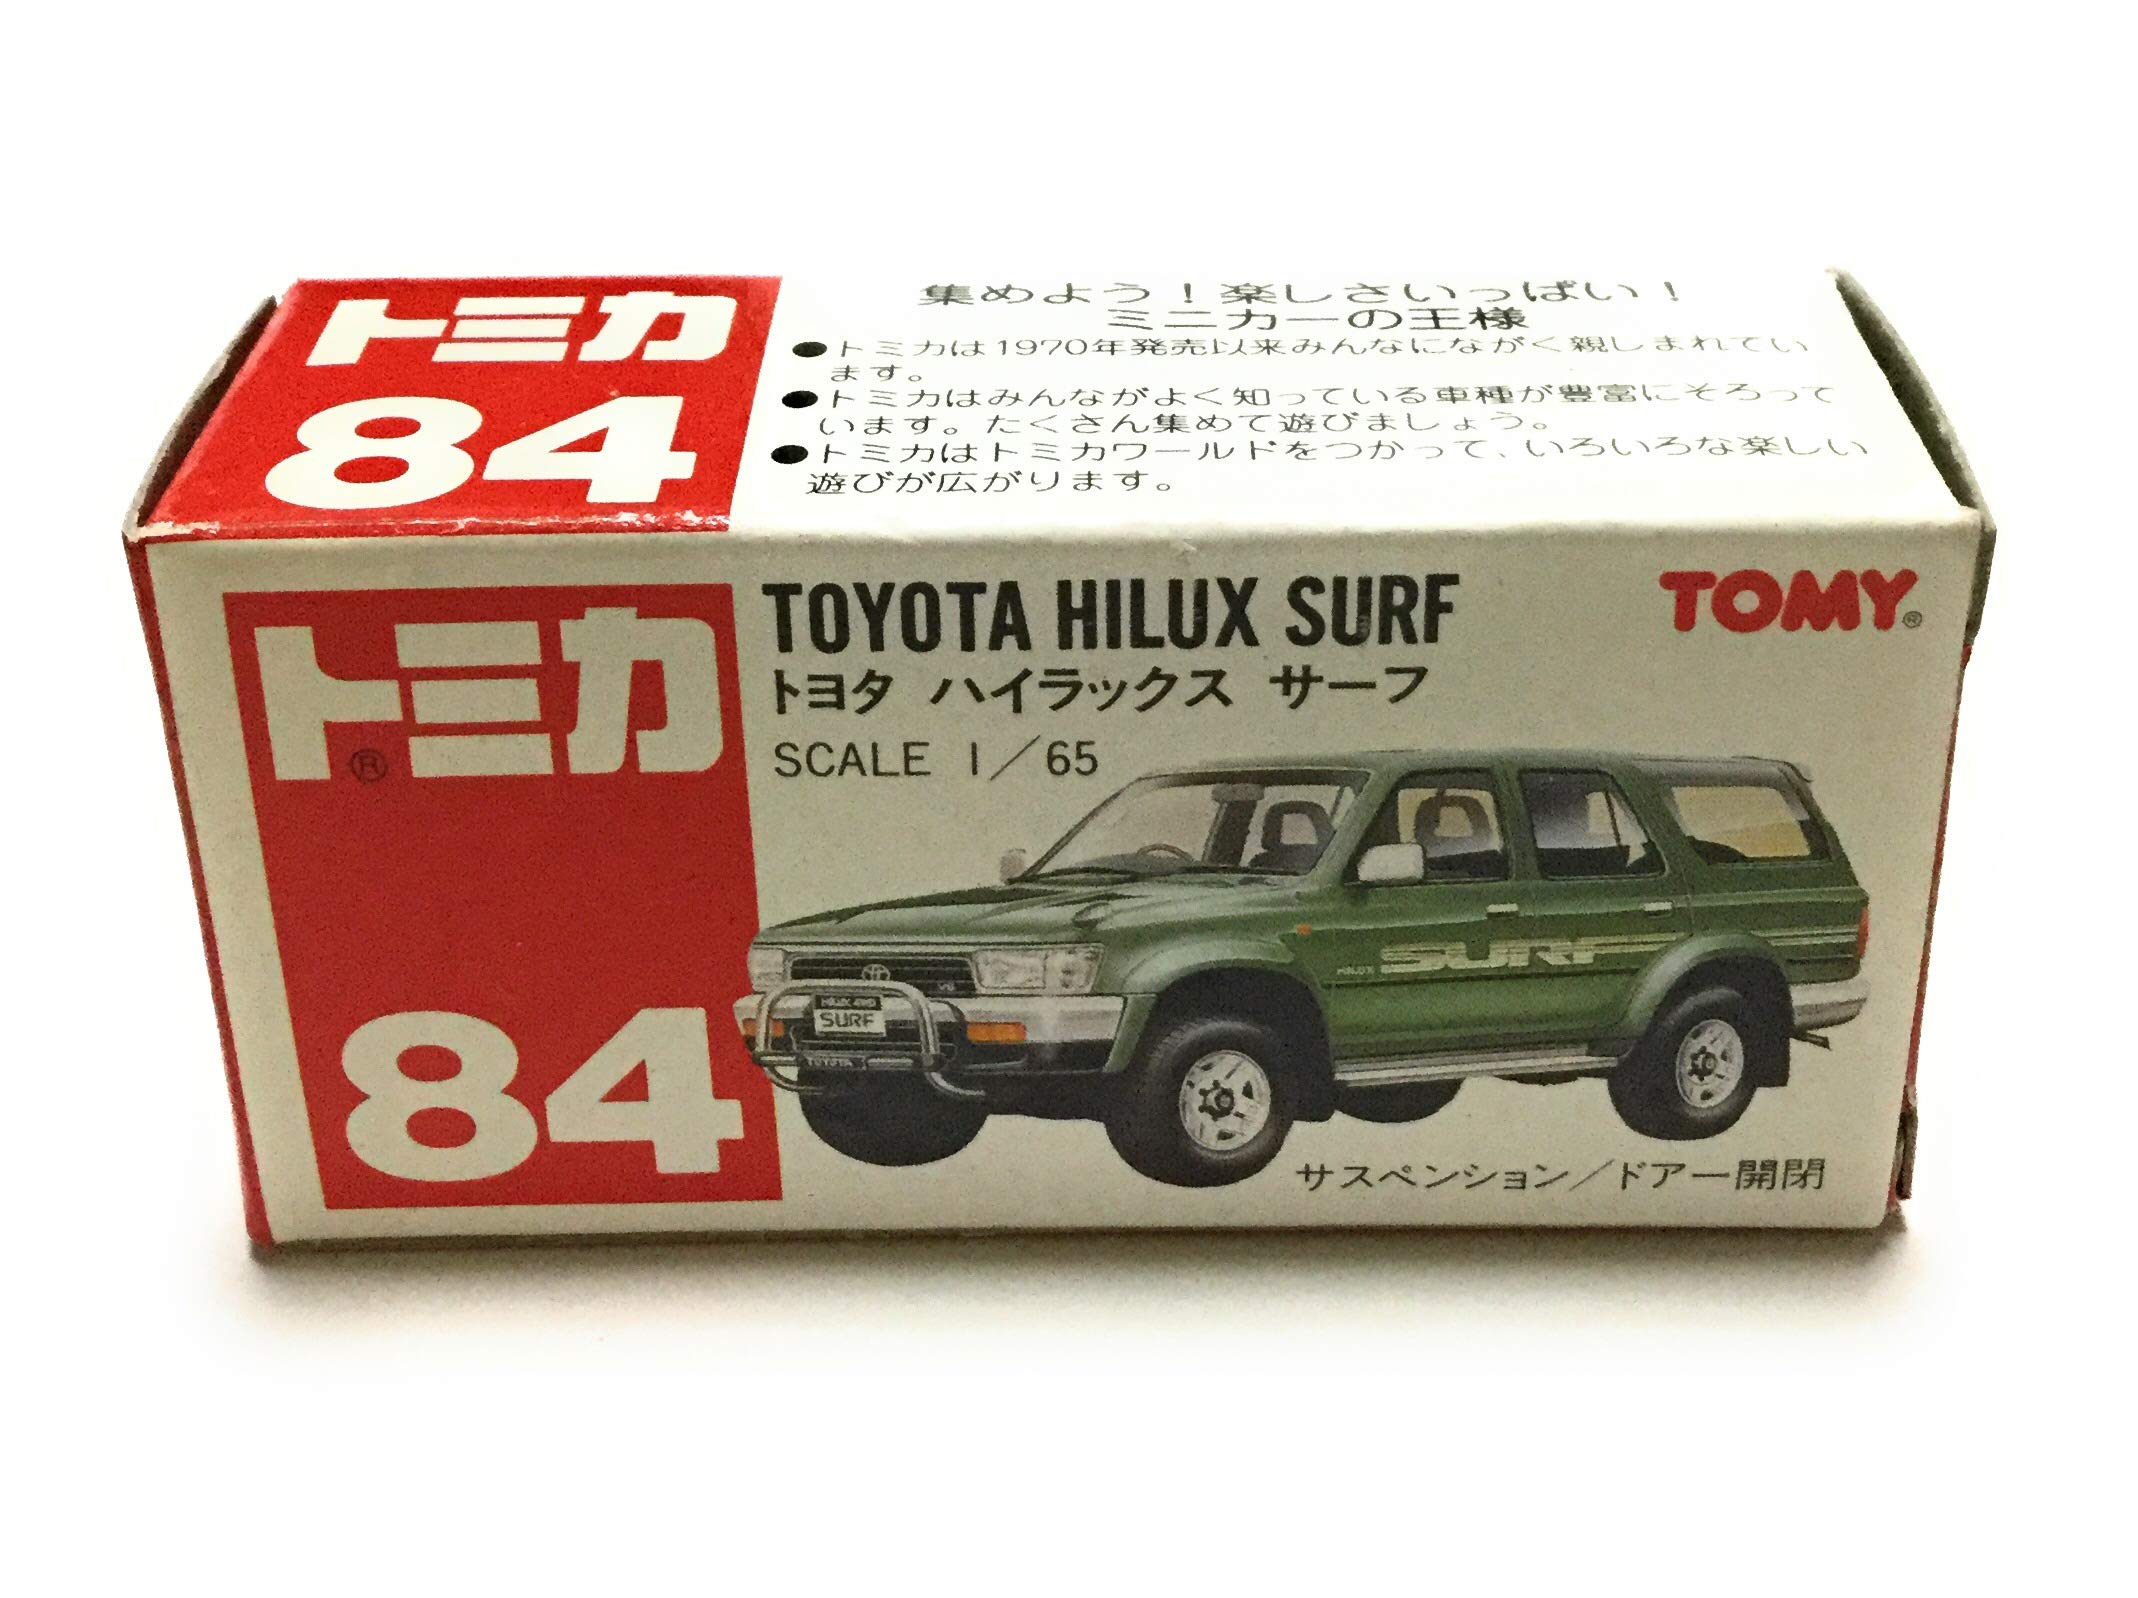 トミカ
84
集めよう！楽しさいっぱい！
ミニカーの王様
●トミカは1970年発売以来みんなにながく親しまれてい
ます。
●トミカはみんながよく知っている車種が豊富にそろって
います。たくさん集めて遊びましょう。
●トミカはトミカワールドをつかって、いろいろな楽しい
遊びが広がります。
トミカ®
84
TOYOTA HILUX SURF
TOMY®
トヨタ ハイラックス サーフ
SCALE 1/65
HILUX SURF
V6
HILUX 4WD
SURF
TOYOTA
サスペンション/ドアー開閉